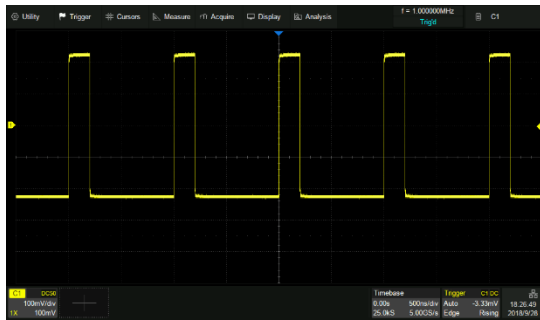 Utility Trigger Cursors Measure Acquire Display Analysis
f = 1.000000MHz
Trig'd
C1
C1 DC50
100mV/div
1X 100mV
Timebase
0.00s 500ns/div
25.0kS 5.00GS/s
Trigger C1 DC
Auto -3.33mV
Edge Rising
18:26:49
2018/9/28